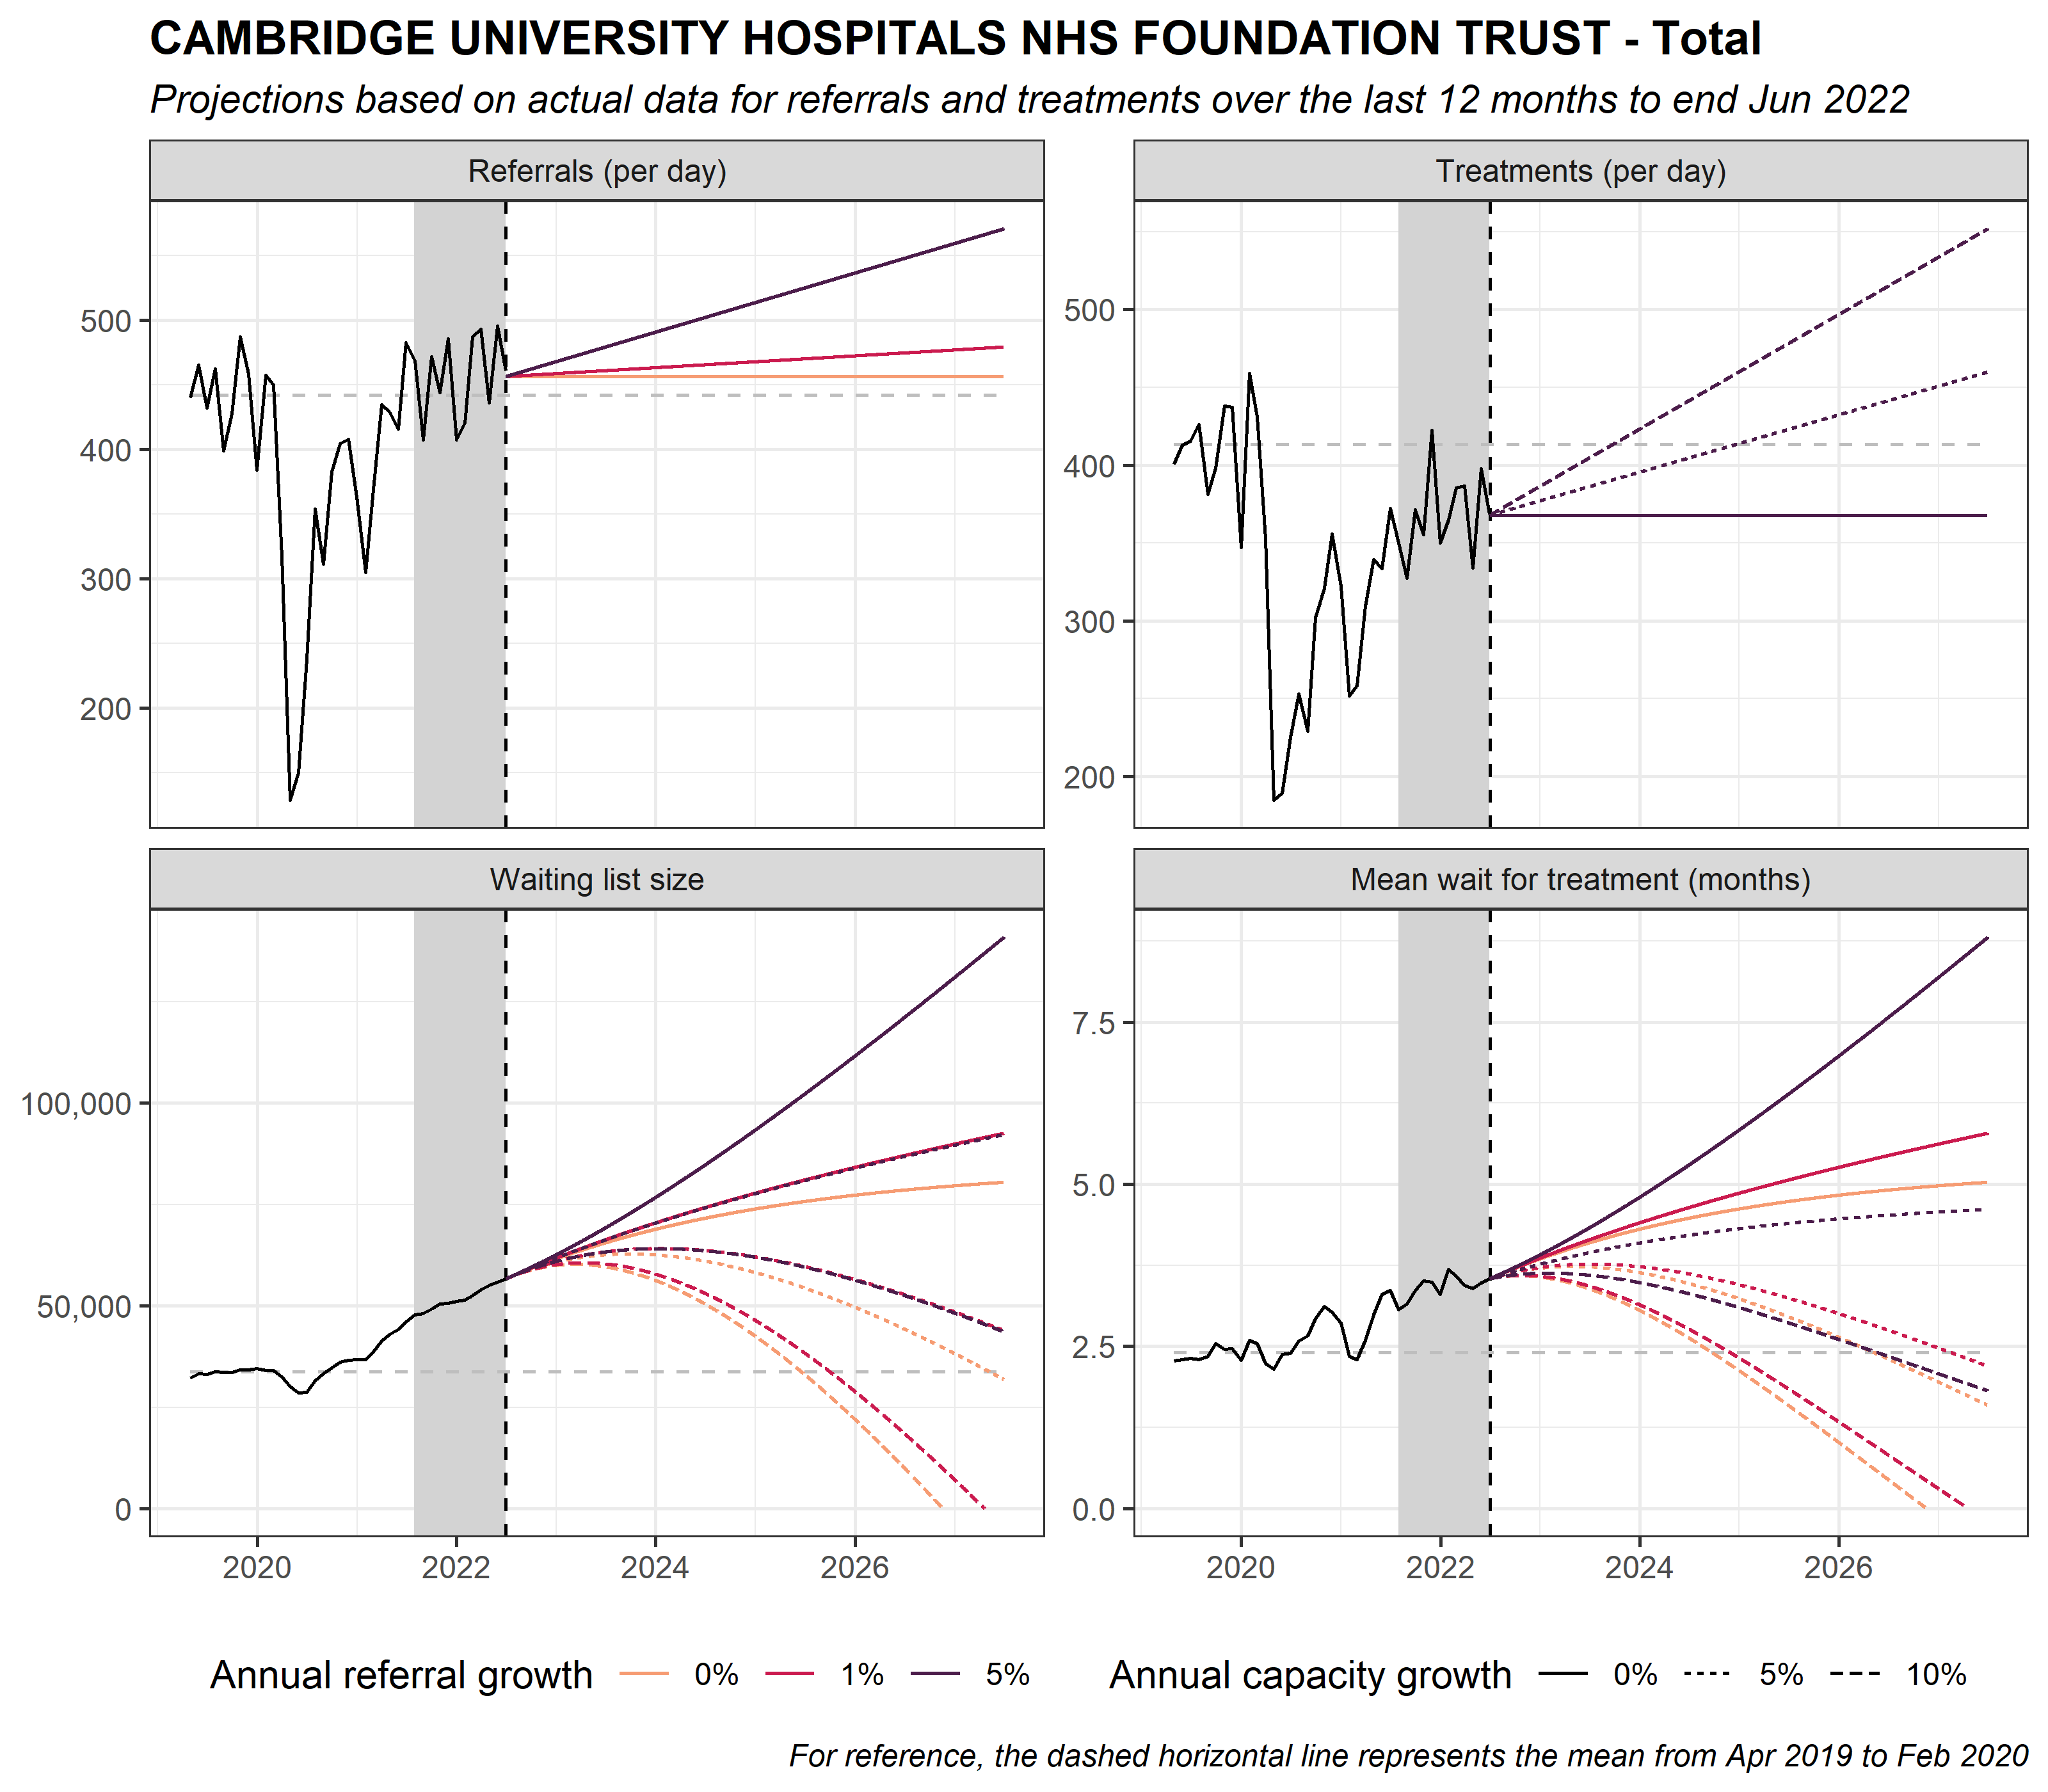 CAMBRIDGE UNIVERSITY HOSPITALS NHS FOUNDATION TRUST - Total
Projections based on actual data for referrals and treatments over the last 12 months to end Jun 2022
Referrals (per day)
500
400
300
200
Treatments (per day)
500
400
300
200
Waiting list size
100,000
50,000
0
2020 2022 2024 2026
Mean wait for treatment (months)
7.5
5.0
2.5
0.0
2020 2022 2024 2026
Annual referral growth 0% 1% 5%
Annual capacity growth 0% 5% 10%
For reference, the dashed horizontal line represents the mean from Apr 2019 to Feb 2020